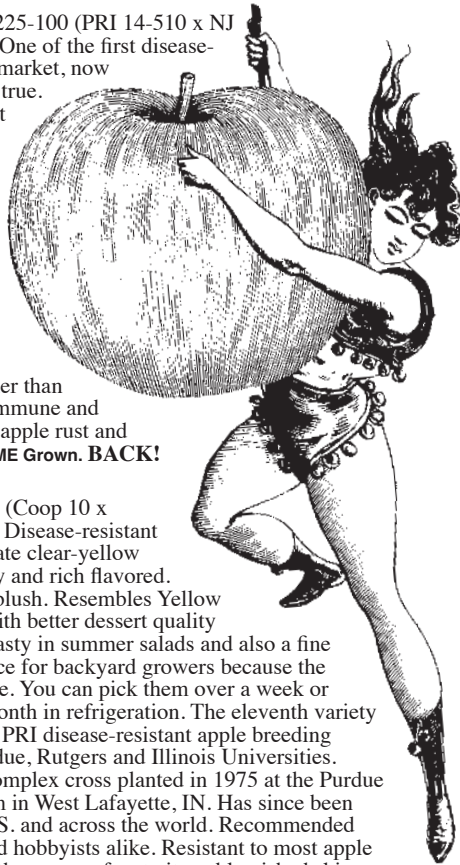 225-100 (PRI 14-510 x NJ
One of the first disease-
market, now
true.
t
er than
mmune and
apple rust and
ME Grown. BACK!
(Coop 10 x
Disease-resistant
ate clear-yellow
y and rich flavored.
blush. Resembles Yellow
ith better dessert quality
asty in summer salads and also a fine
ce for backyard growers because the
e. You can pick them over a week or
onth in refrigeration. The eleventh variety
PRI disease-resistant apple breeding
due, Rutgers and Illinois Universities.
omplex cross planted in 1975 at the Purdue
n in West Lafayette, IN. Has since been
S. and across the world. Recommended
d hobbyists alike. Resistant to most apple